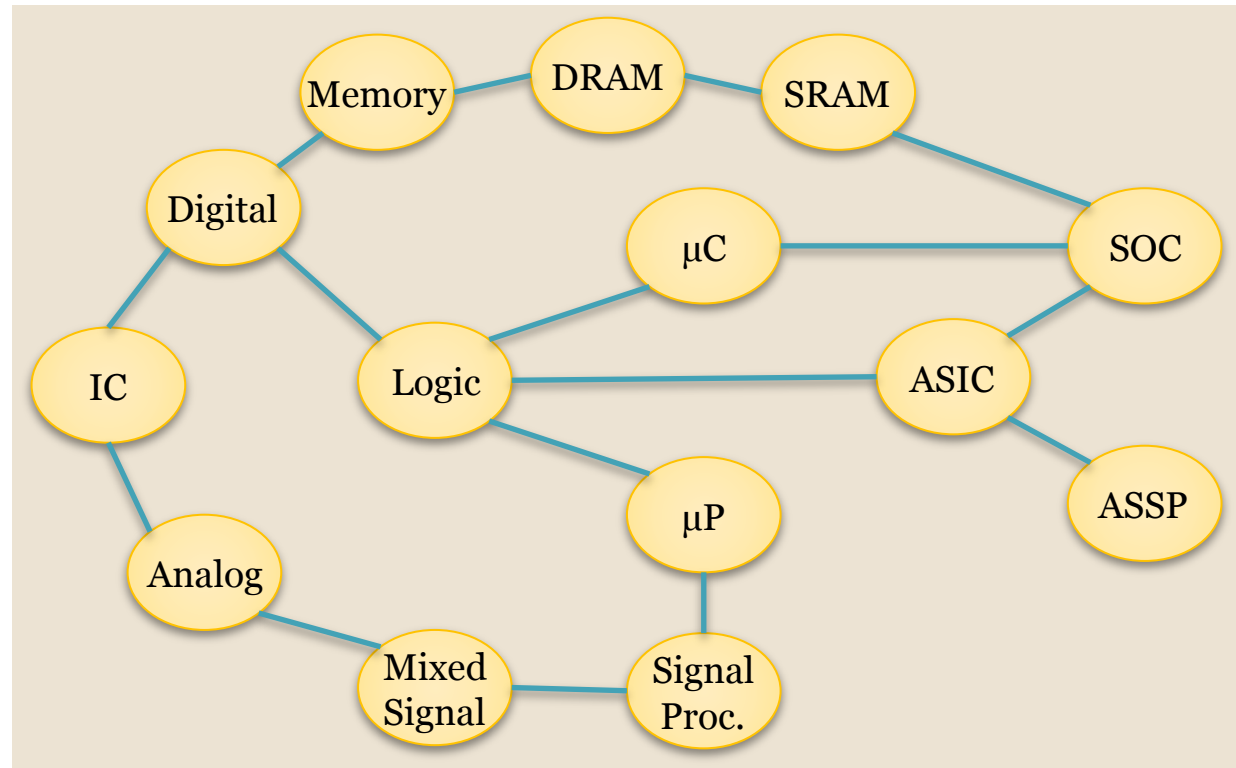 DRAM
Memory
SRAM
Digital
μC
SOC
IC
Logic
ASIC
μP
ASSP
Analog
Mixed
Signal
Signal
Proc.